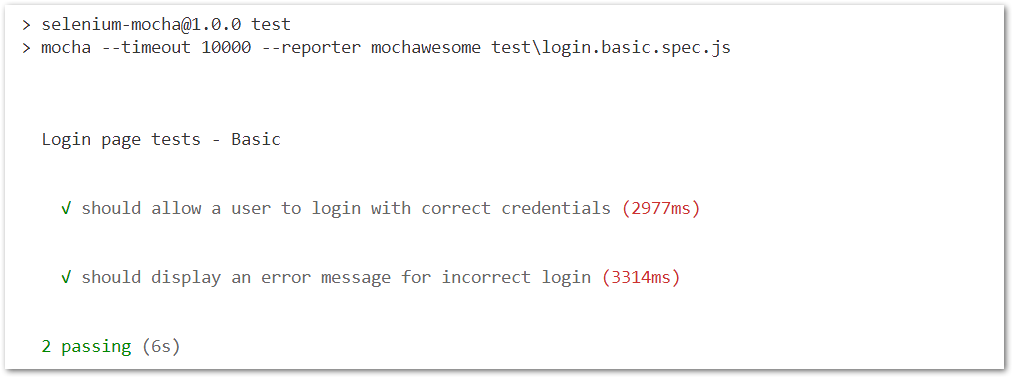 > selenium-mocha@1.0.0 test
> mocha --timeout 10000 --reporter mochawesome test\login.basic.spec.js
Login page tests - Basic
√ should allow a user to login with correct credentials (2977ms)
√ should display an error message for incorrect login (3314ms)
2 passing (6s)